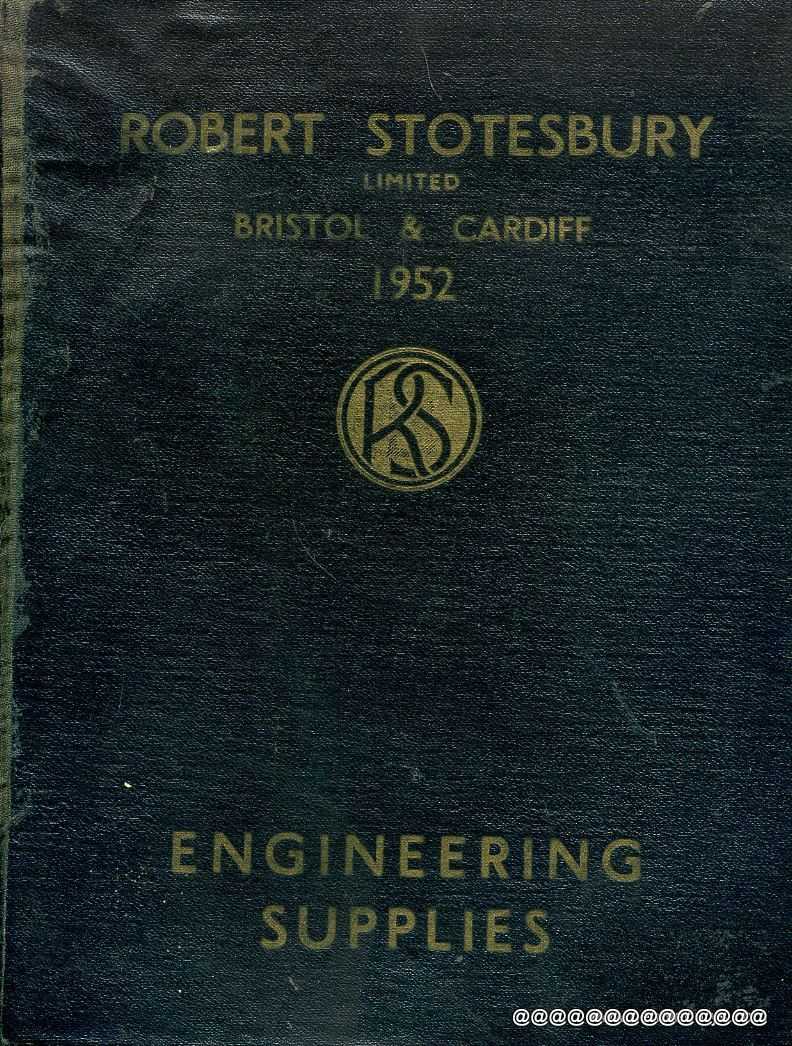 ROBERT STOTESBURY
LIMITED
BRISTOL & CARDIFF
1952
RS
ENGINEERING
SUPPLIES
@@@@@@@@@@@@@@